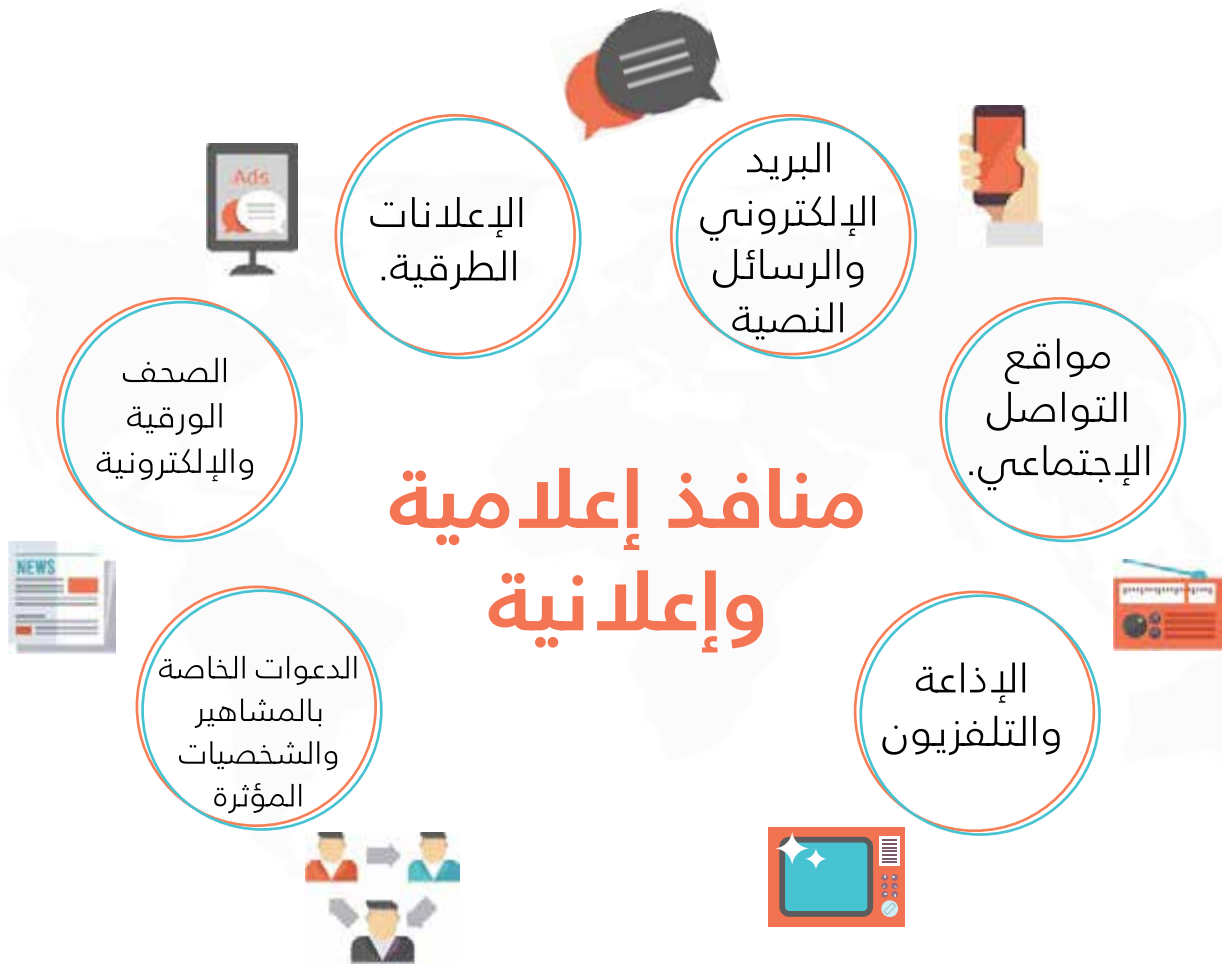 منافذ إعلامية
وإعلانية
البريد
الإلكتروني
والرسائل
النصية
مواقع
التواصل
الإجتماعي.
الإذاعة
والتلفزيون
الإعلانات
الطرقية.
الصحف
الورقية
والإلكترونية
الدعوات الخاصة
بالمشاهير
والشخصيات
المؤثرة
Ads
NEWS